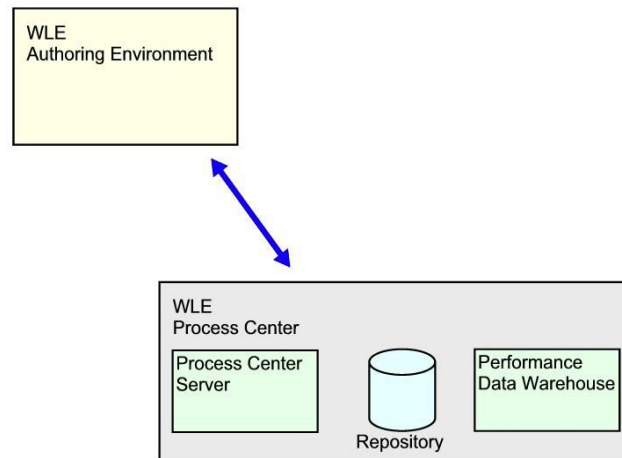 WLE
Authoring Environment
WLE
Process Center
Process Center
Server
Repository
Performance
Data Warehouse